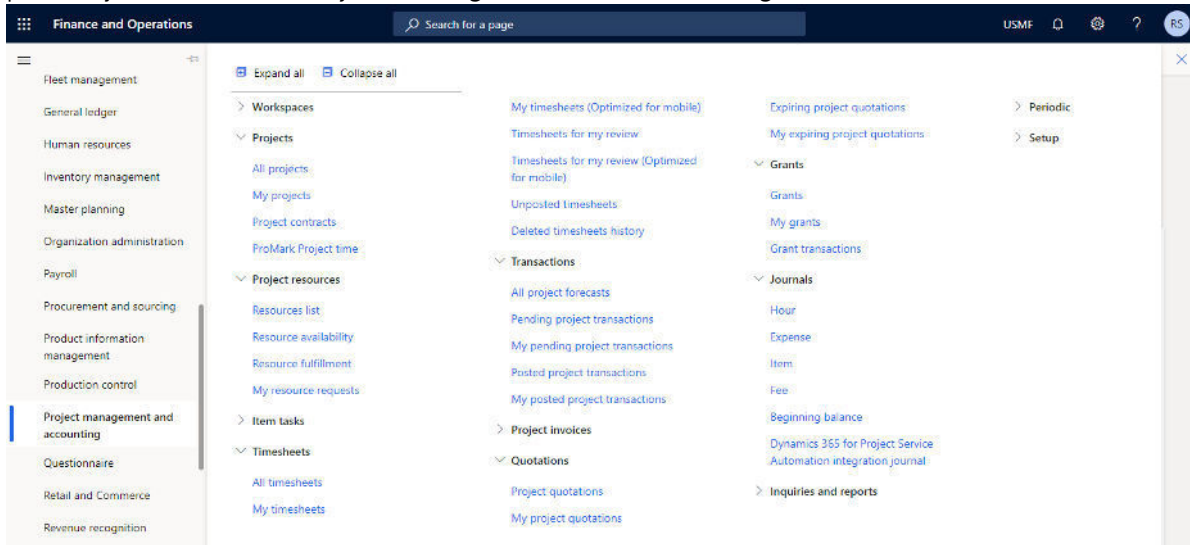 Finance and Operations
Search for a page
USMF
?
RS
Fleet management
General ledger
Human resources
Inventory management
Master planning
Organization administration
Payroll
Procurement and sourcing
Product information
management
Production control
Project management and
accounting
Questionnaire
Retail and Commerce
Revenue recognition
Expand all
Collapse all
Workspaces
Projects
All projects
My projects
Project contracts
ProMark Project time
Project resources
Resources list
Resource availability
Resource fulfillment
My resource requests
Item tasks
Timesheets
All timesheets
My timesheets
My timesheets (Optimized for mobile)
Timesheets for my review
Timesheets for my review (Optimized
for mobile)
Unposted timesheets
Deleted timesheets history
Transactions
All project forecasts
Pending project transactions
My pending project transactions
Posted project transactions
My posted project transactions
Project invoices
Quotations
Project quotations
My project quotations
Expiring project quotations
My expiring project quotations
Grants
Grants
My grants
Grant transactions
Journals
Hour
Expense
Item
Fee
Beginning balance
Dynamics 365 for Project Service
Automation integration journal
Inquiries and reports
Periodic
Setup